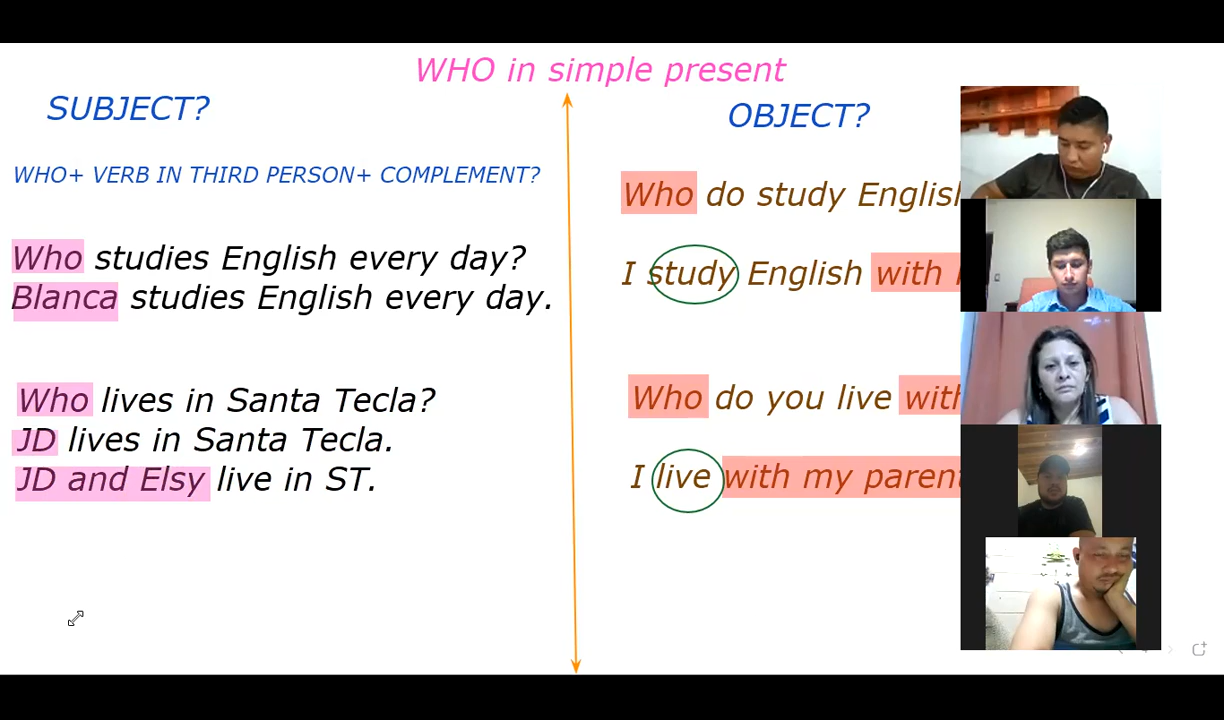 WHO in simple present
SUBJECT?
WHO+ VERB IN THIRD PERSON+ COMPLEMENT?
Who studies English every day?
Blanca studies English every day.
Who lives in Santa Tecla?
JD lives in Santa Tecla.
JD and Elsy live in ST.
OBJECT?
Who do study English
I study English with
Who do you live with
I live with my parent